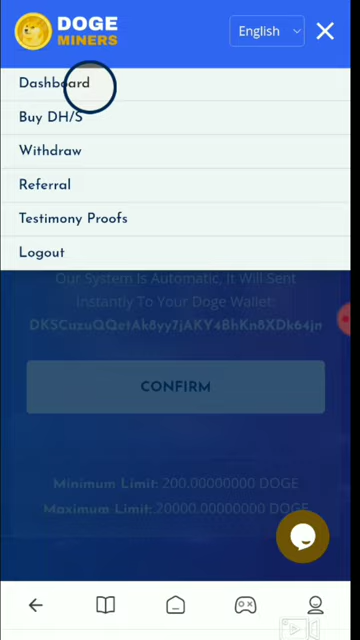 DOGE
MINERS
English
Dashboard
Buy DH/S
Withdraw
Referral
Testimony Proofs
Logout
Our System Is Automatic, It Will Sent
Instantly To Your Doge Wallet:
DKSCuzuQQetAk8yy7jAKY4BhKn8XDk64jn
CONFIRM
Minimum Limit: 200.00000000 DOGE
Maximum Limit: 20000.00000000 DOGE